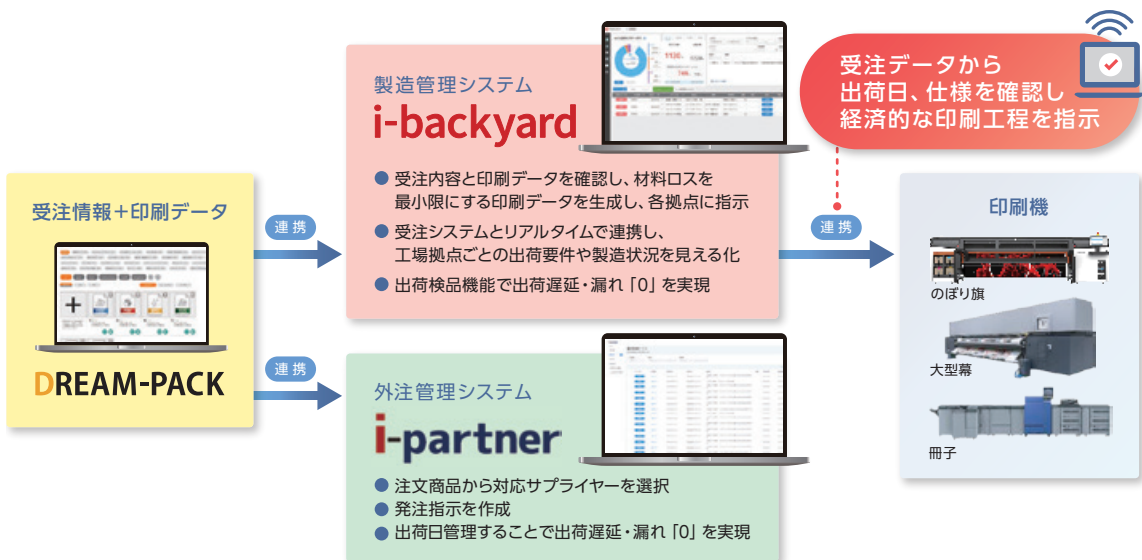 受注情報＋印刷データ
DREAM-PACK
連携
連携
製造管理システム
i-backyard
● 受注内容と印刷データを確認し、材料ロスを
最小限にする印刷データを生成し、各拠点に指示
● 受注システムとリアルタイムで連携し、
工場拠点ごとの出荷要件や製造状況を見える化
● 出荷検品機能で出荷遅延・漏れ「0」を実現
外注管理システム
i-partner
● 注文商品から対応サプライヤーを選択
● 発注指示を作成
● 出荷日管理することで出荷遅延・漏れ「0」を実現
受注データから
出荷日、仕様を確認し
経済的な印刷工程を指示
連携
印刷機
のぼり旗
大型幕
冊子